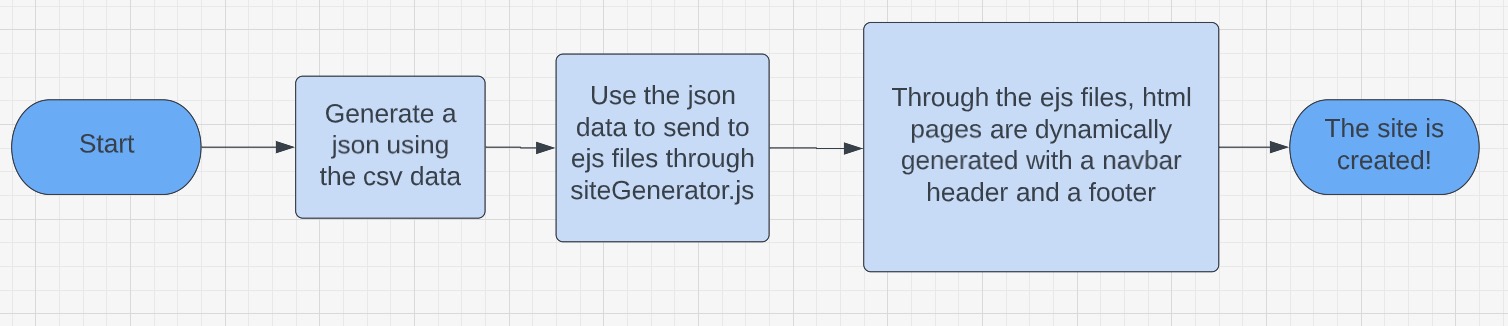 Start
Generate a
json using
the csv data
Use the json
data to send to
ejs files through
siteGenerator.js
Through the ejs files, html
pages are dynamically
generated with a navbar
header and a footer
The site is
created!